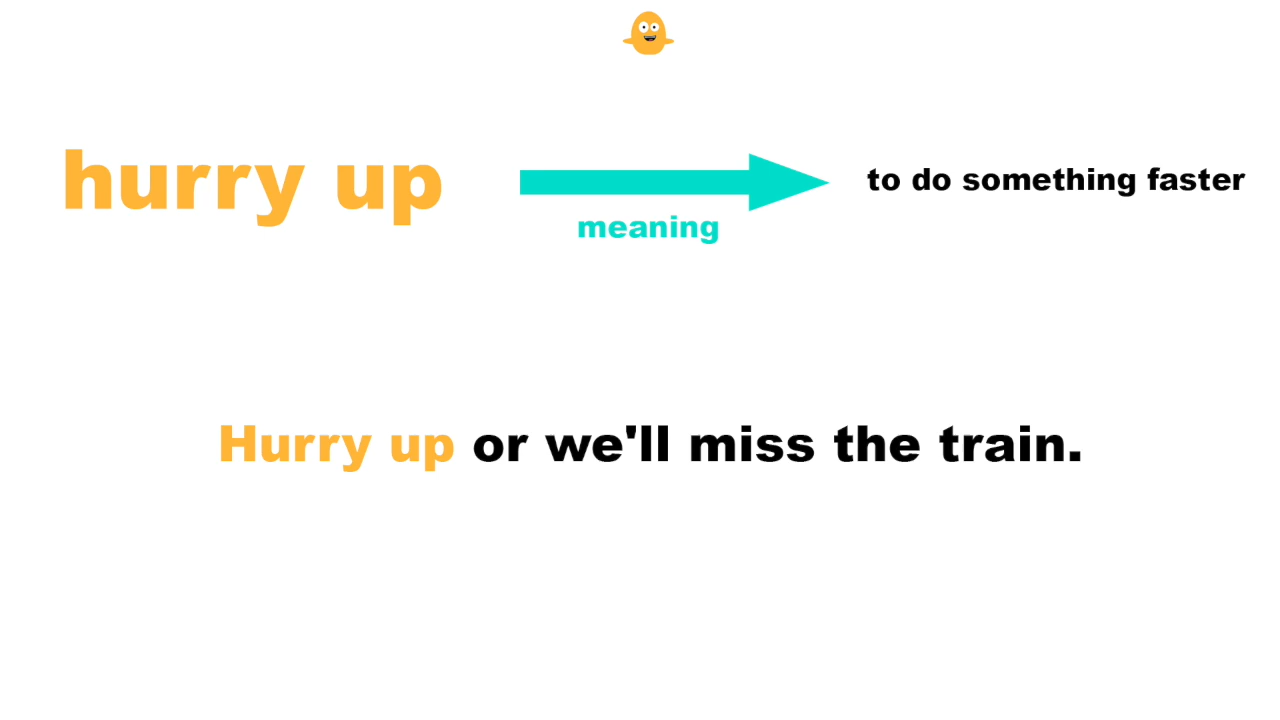 hurry up
meaning
to do something faster
Hurry up or we'll miss the train.